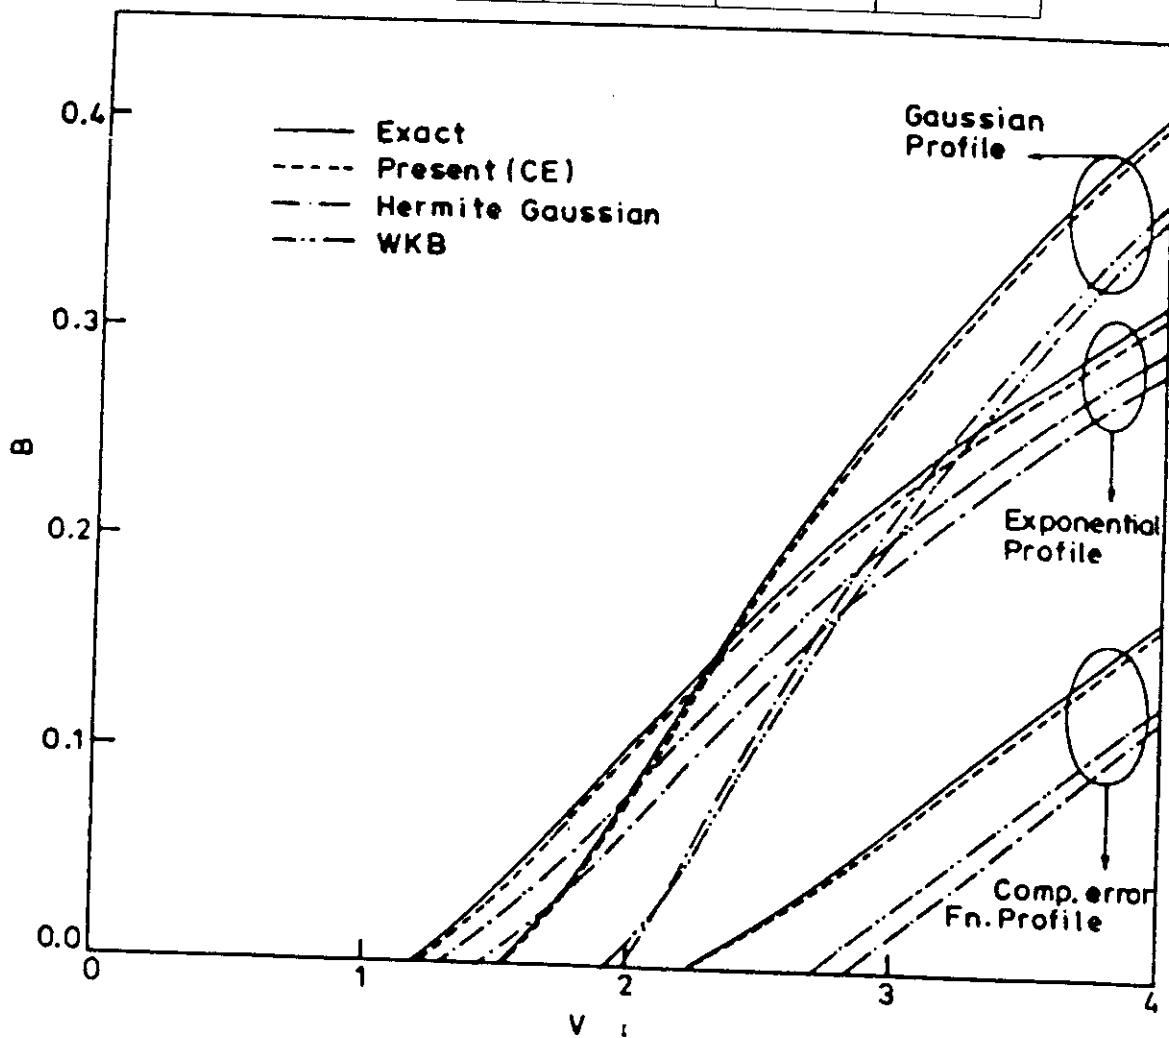 0.4
Exact
Present (CE)
Hermite Gaussian
WKB
Gaussian
Profile
0.3
B
0.2
Exponential
Profile
0.1
Comp. error
Fn. Profile
0.0
0
1
2
3
4
V